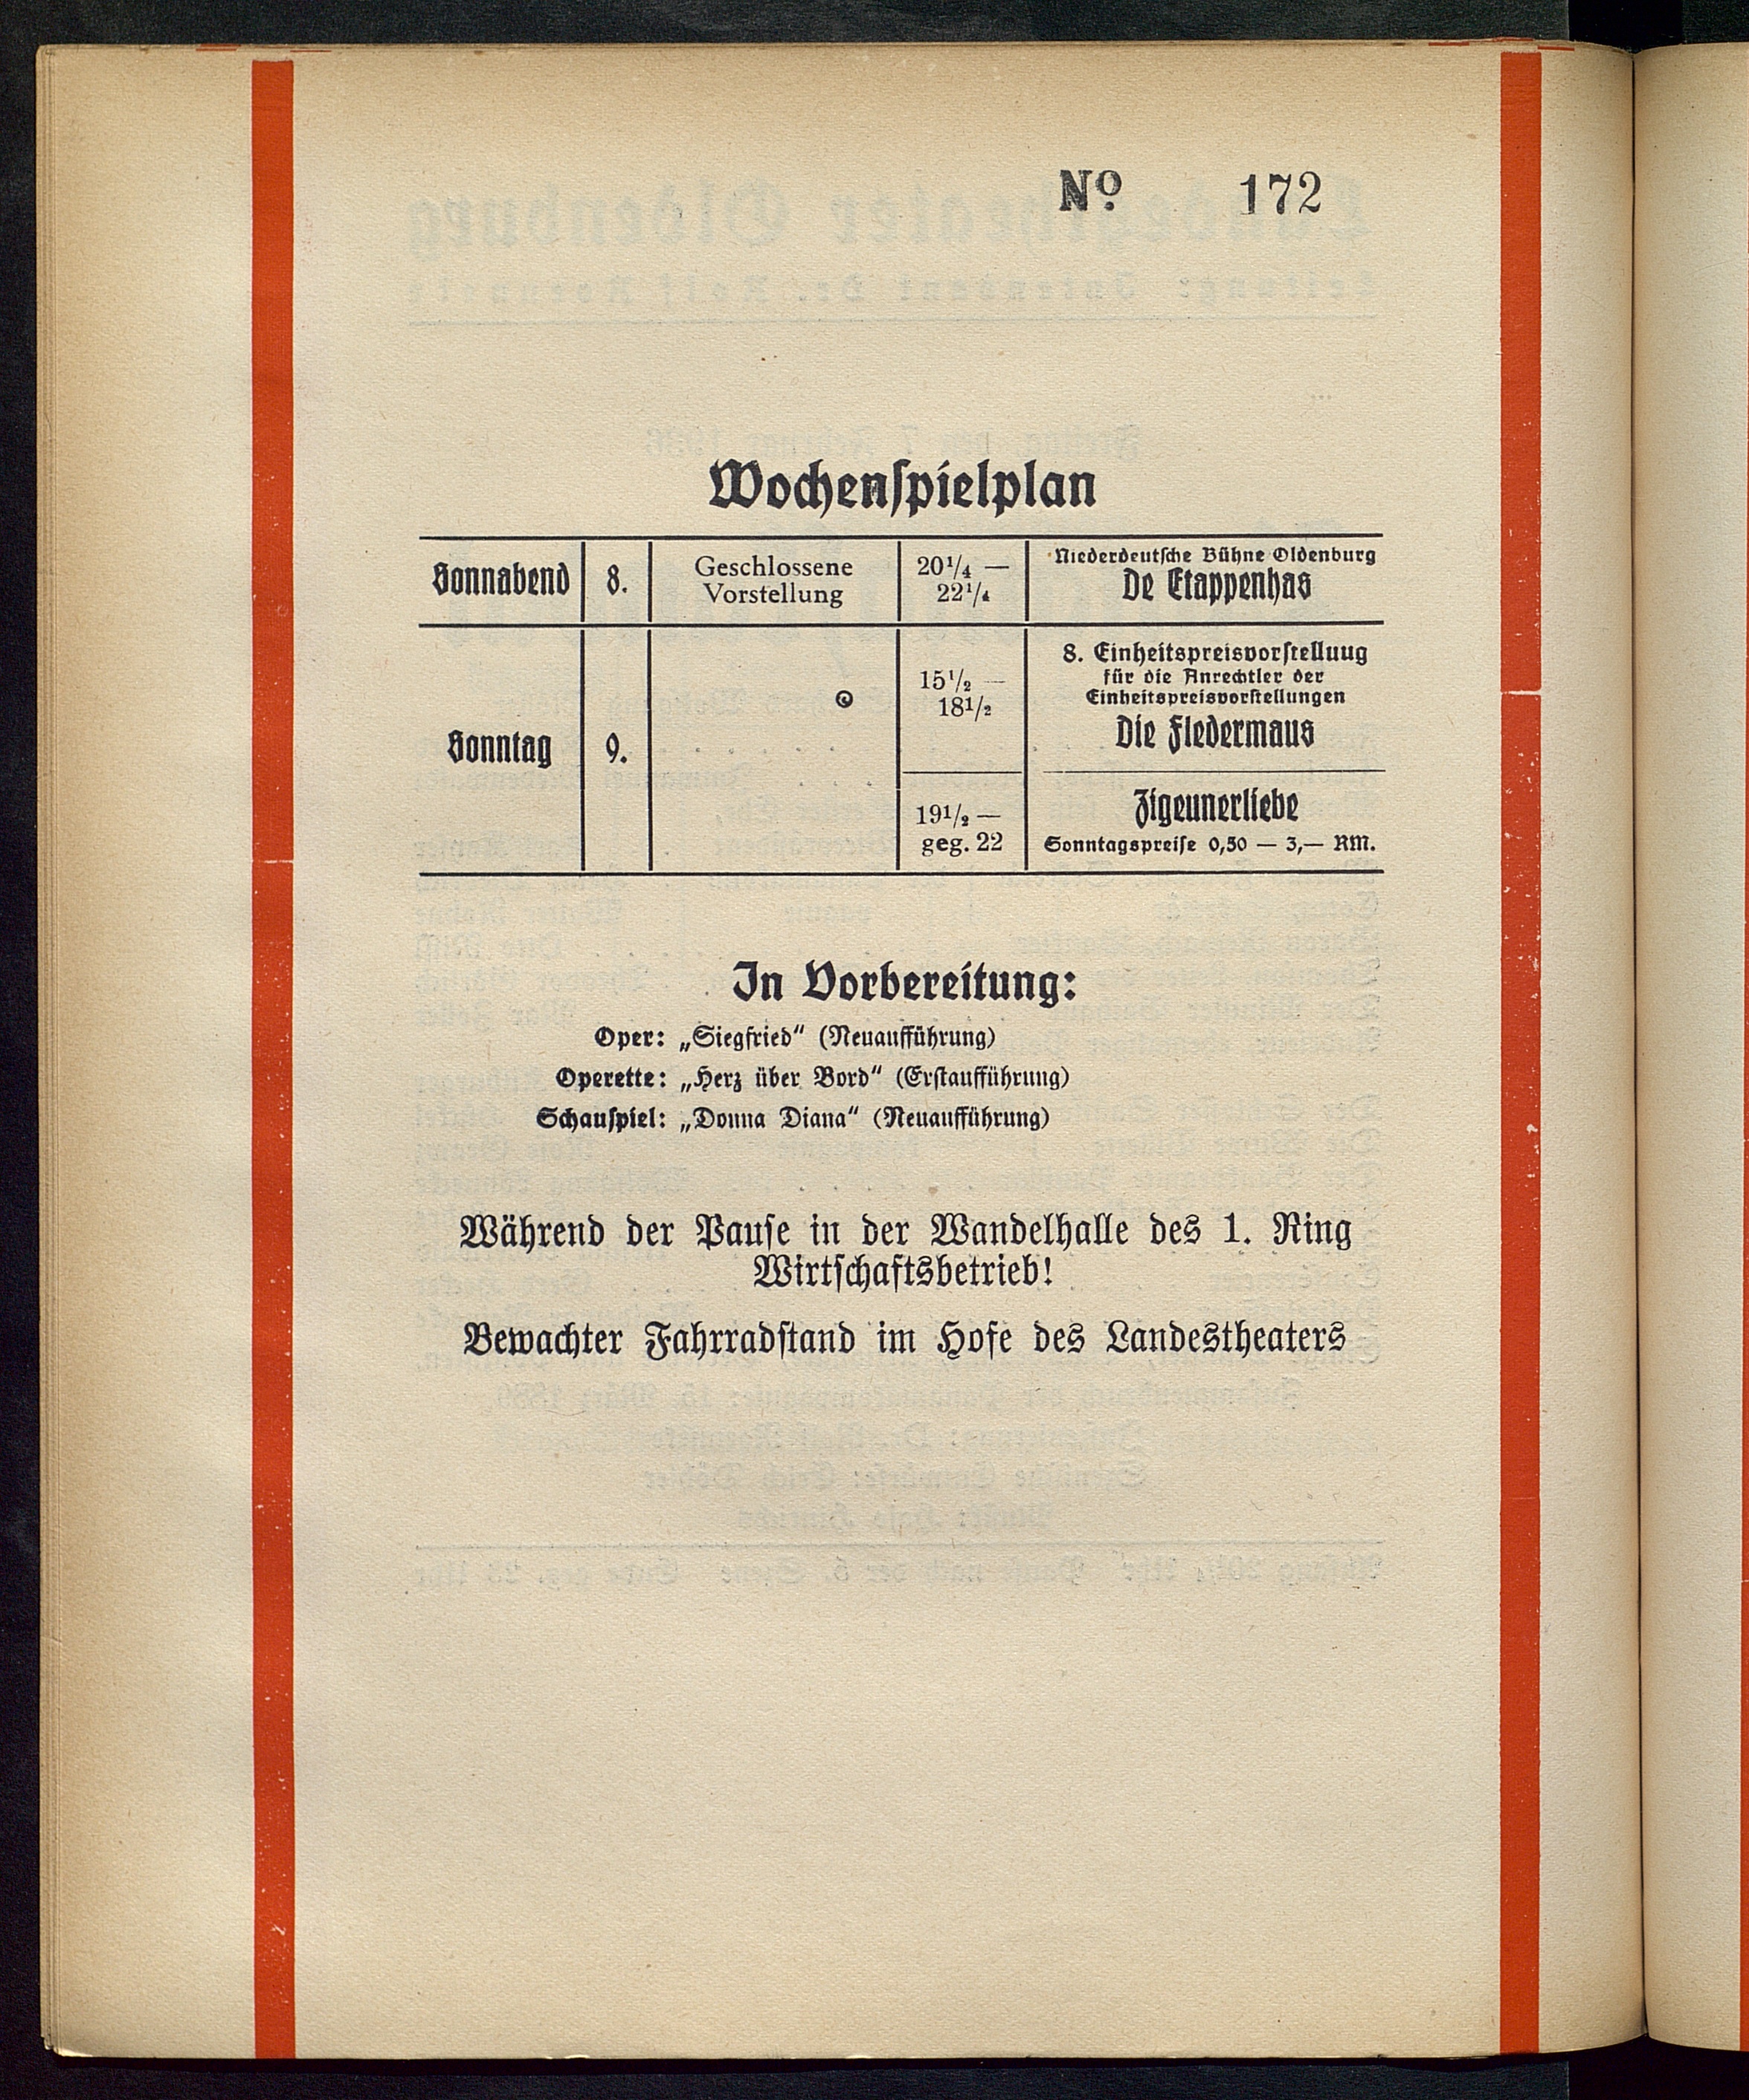 Nº 172
Wochenspielplan
Sonnabend 8. Geschlossene Vorstellung 20¼ — 22¼ Niederdeutsche Bühne Oldenburg
De Etappenhas
Sonntag 9. 15½ — 18½ 8. Einheitspreisvorstelluug
für die Anrechtler der
Einheitspreisvorstellungen
Die Fledermaus
19½ — geg. 22 Zigeunerliebe
Sonntagspreise 0,50 — 3,— RM.
In Vorbereitung:
Oper: „Siegfried“ (Neuaufführung)
Operette: „Herz über Bord“ (Erstaufführung)
Schauspiel: „Donna Diana“ (Neuaufführung)
Während der Pause in der Wandelhalle des 1. Ring
Wirtschaftsbetrieb!
Bewachter Fahrradstand im Hofe des Landestheaters